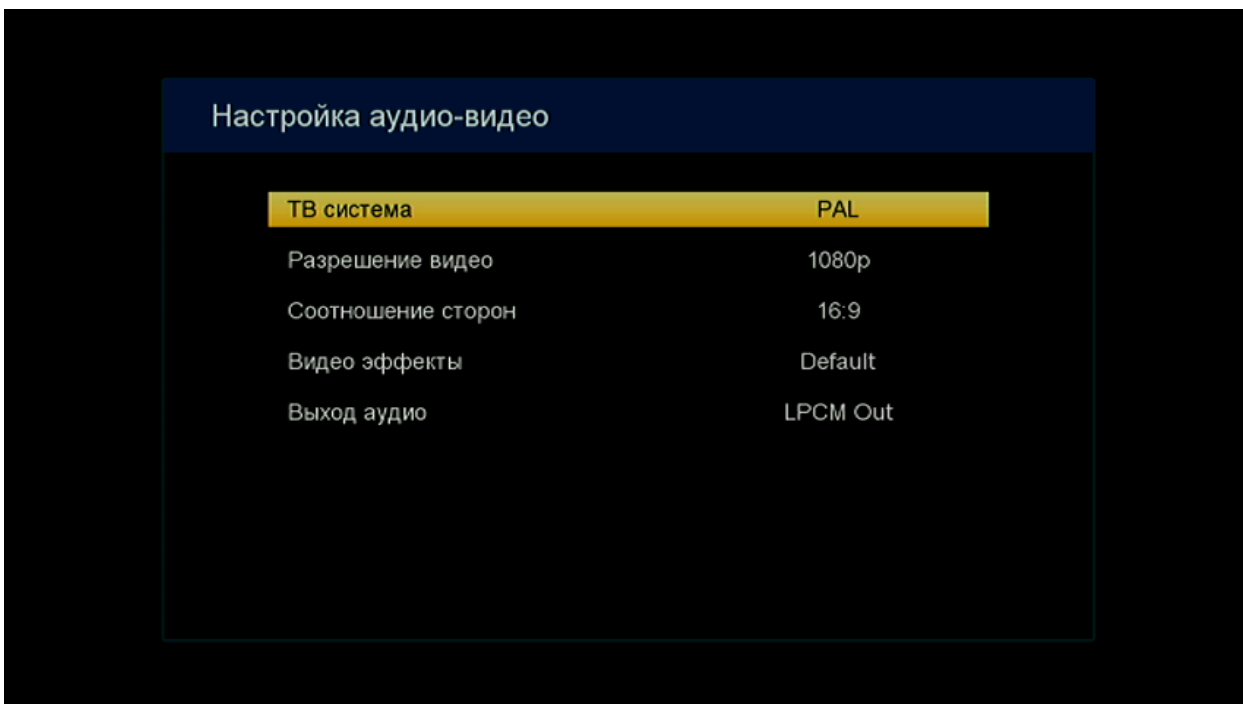 Настройка аудио-видео
ТВ система PAL
Разрешение видео 1080p
Соотношение сторон 16:9
Видео эффекты Default
Выход аудио LPCM Out